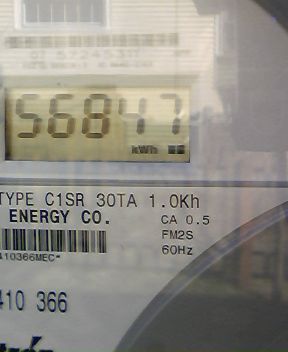 56847
kWh
TYPE C1SR 30TA 1.0Kh
ENERGY CO.
CA 0.5
FM2S
60Hz
410366MEC*
410 366